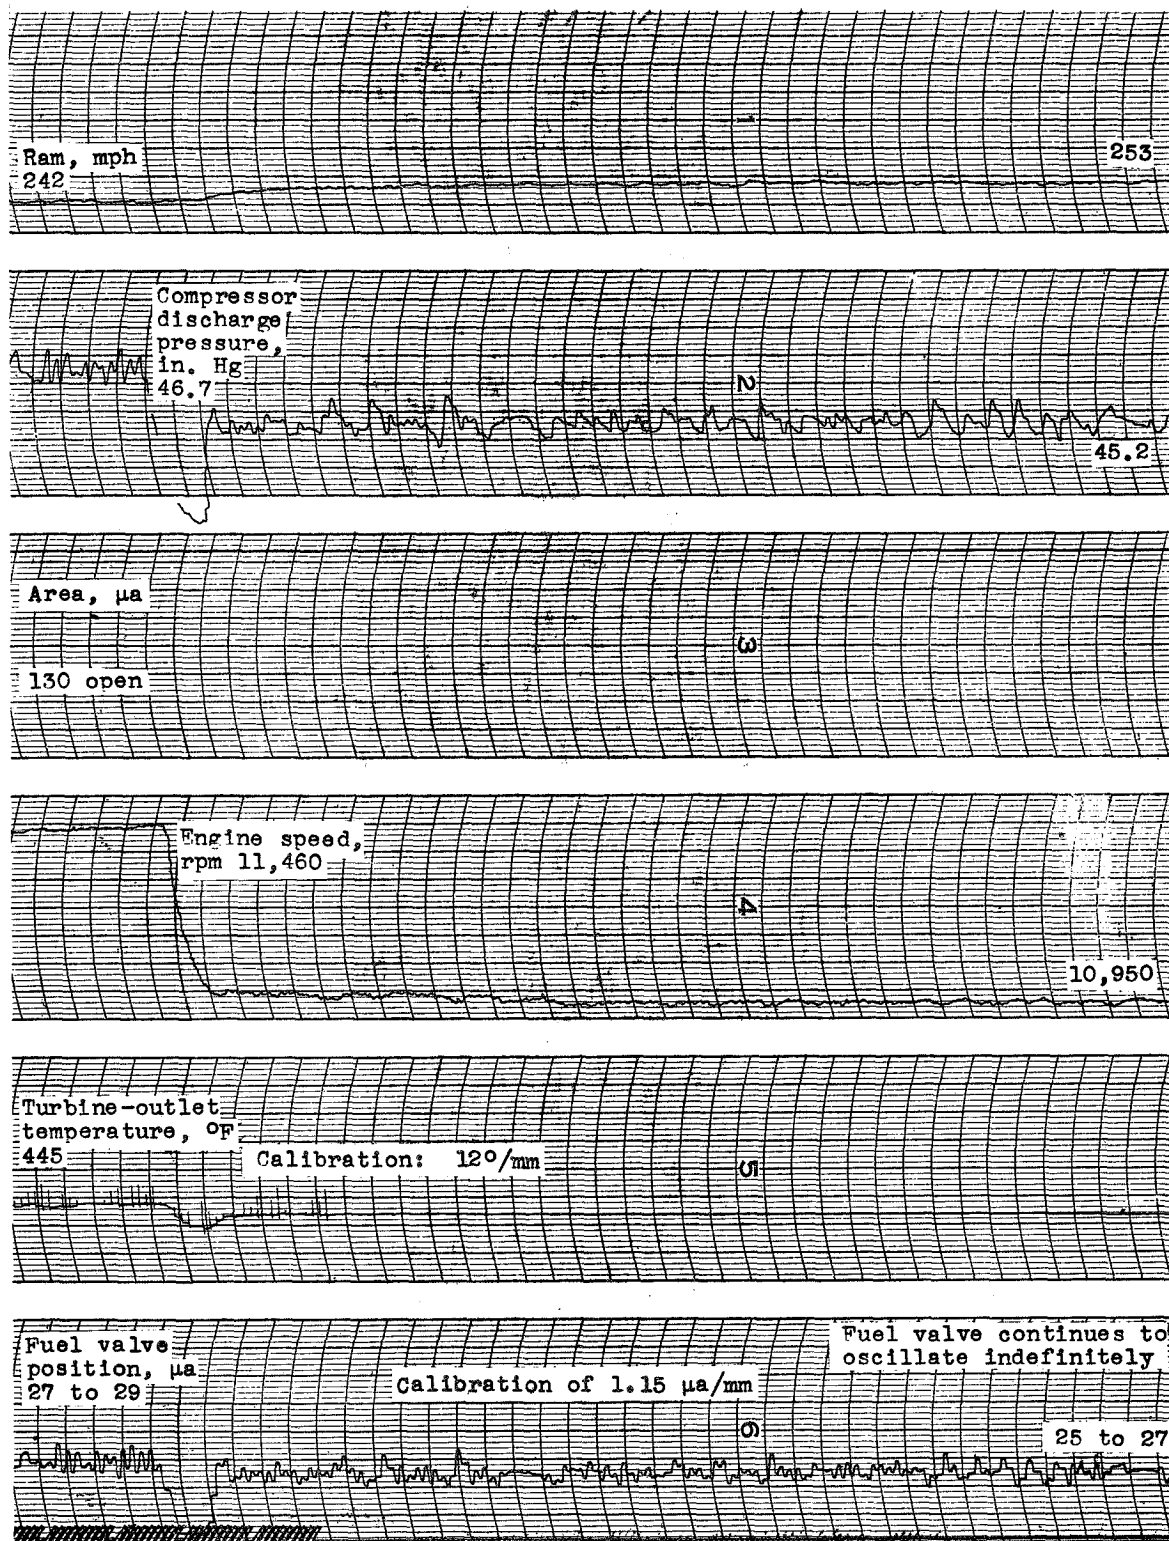 Ram, mph
242
253
1
Compressor
discharge
pressure,
in. Hg
46.7
2
45.2
Area, µa
3
130 open
Engine speed,
rpm 11,460
4
10,950
Turbine-outlet
temperature, °F
445
Calibration: 12°/mm
5
Fuel valve
position, µa
27 to 29
Calibration of 1.15 µa/mm
Fuel valve continues to
oscillate indefinitely
6
25 to 27